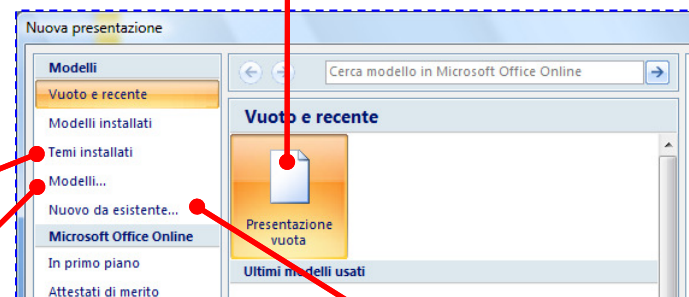 Nuova presentazione
Modelli
Vuoto e recente
Modelli installati
Temi installati
Modelli...
Nuovo da esistente...
Microsoft Office Online
In primo piano
Attestati di merito
Cerca modello in Microsoft Office Online
Vuoto e recente
Presentazione
vuota
Ultimi modelli usati